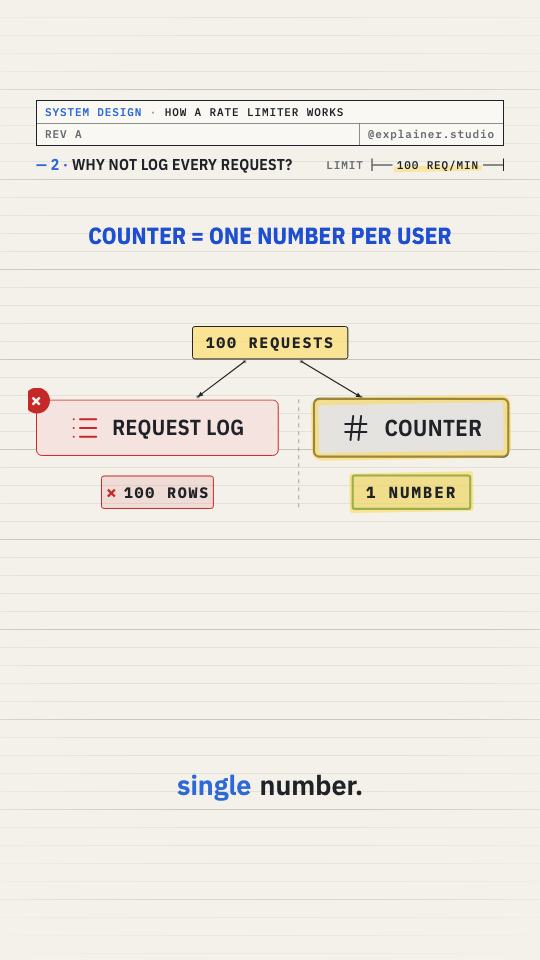 SYSTEM DESIGN · HOW A RATE LIMITER WORKS
REV A @explainer.studio
— 2 · WHY NOT LOG EVERY REQUEST? LIMIT 100 REQ/MIN
COUNTER = ONE NUMBER PER USER
100 REQUESTS
REQUEST LOG # COUNTER
× 100 ROWS 1 NUMBER
single number.